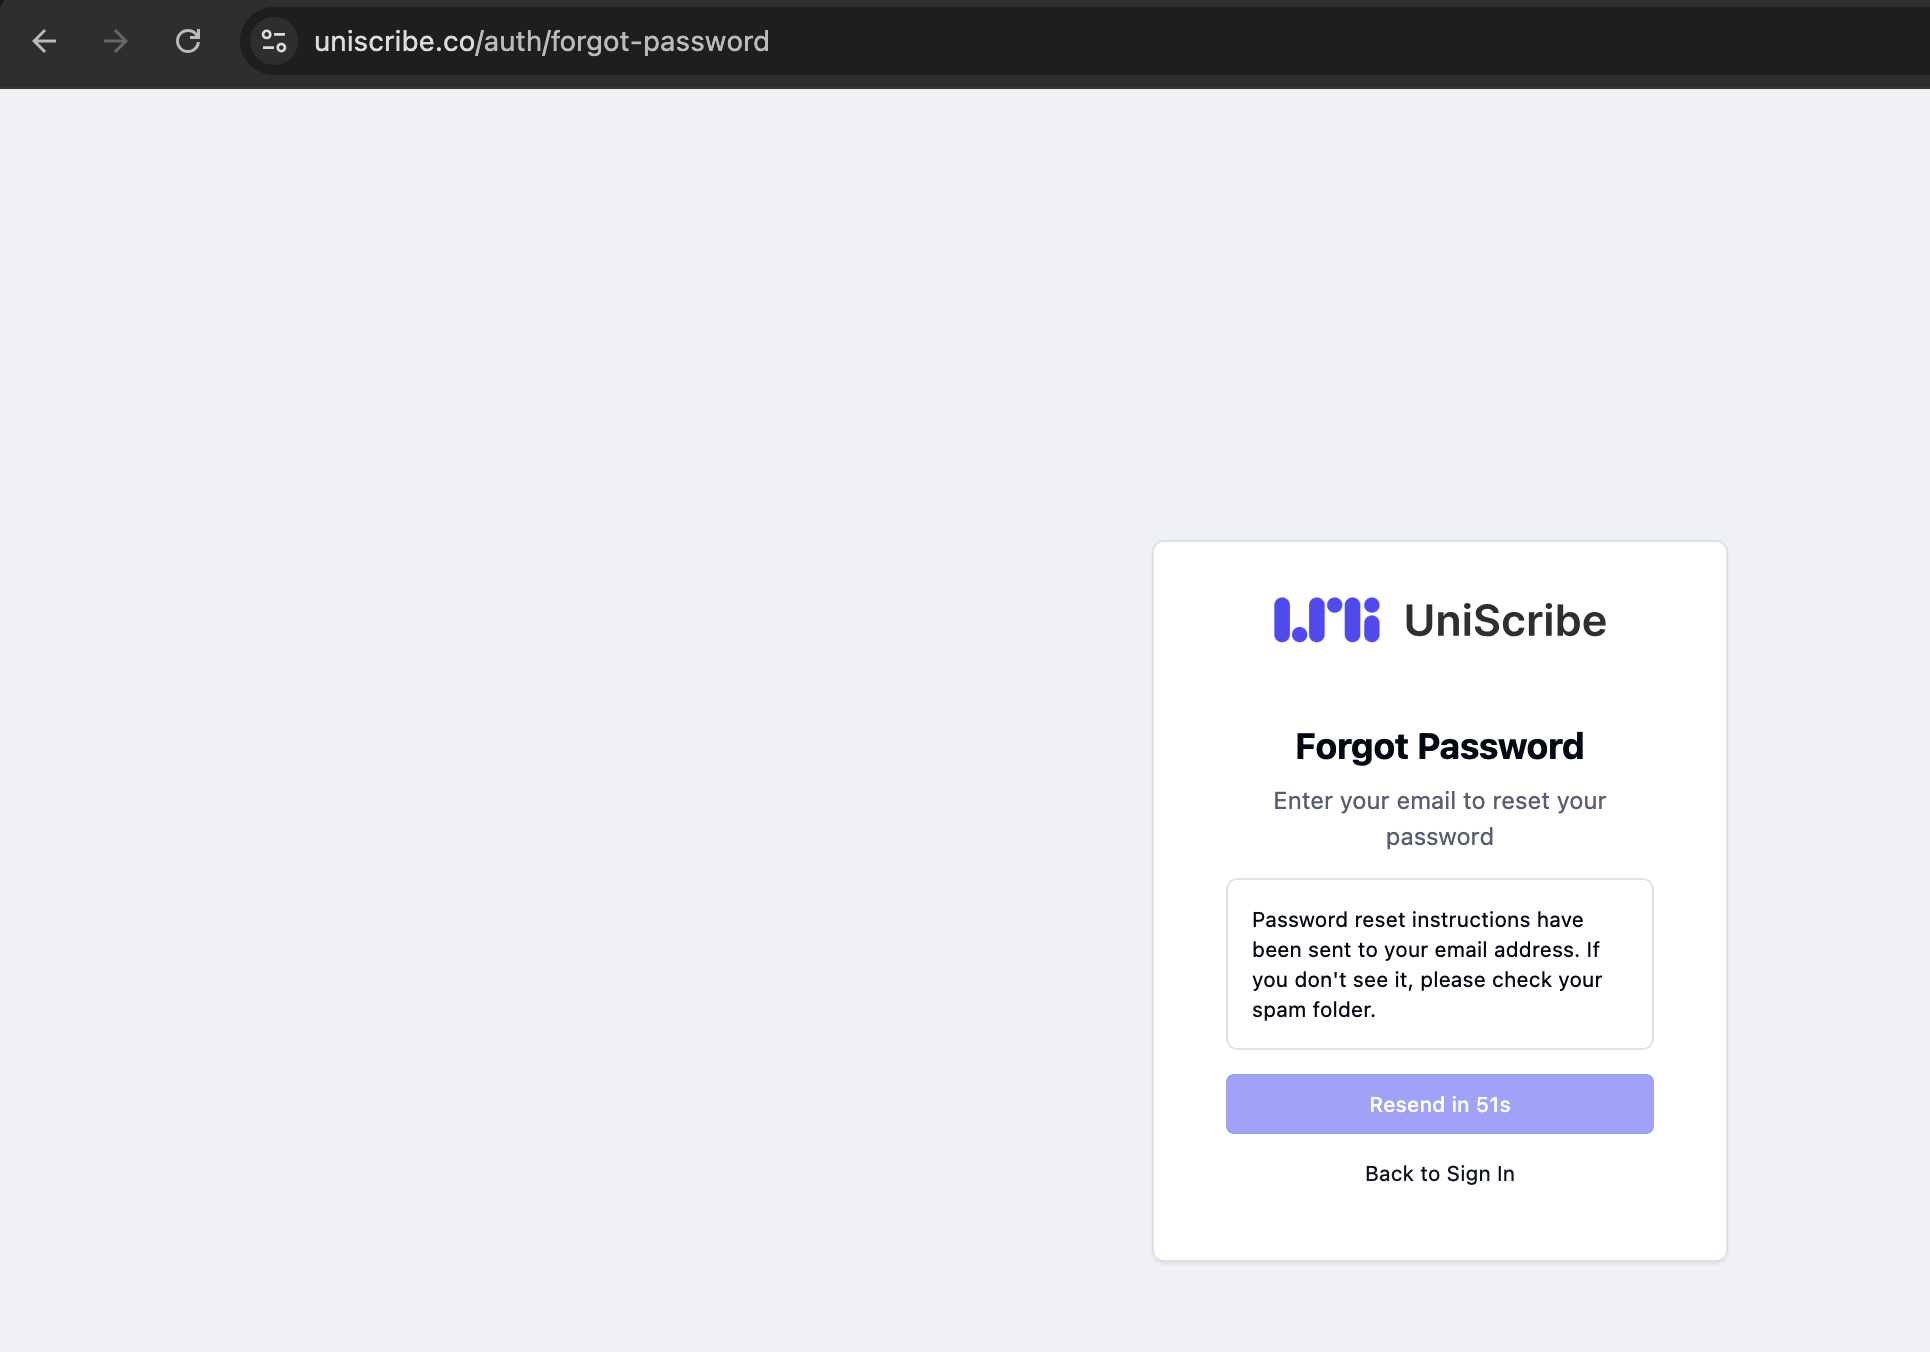 uniscribe.co/auth/forgot-password
UniScribe
Forgot Password
Enter your email to reset your
password
Password reset instructions have
been sent to your email address. If
you don't see it, please check your
spam folder.
Resend in 51s
Back to Sign In